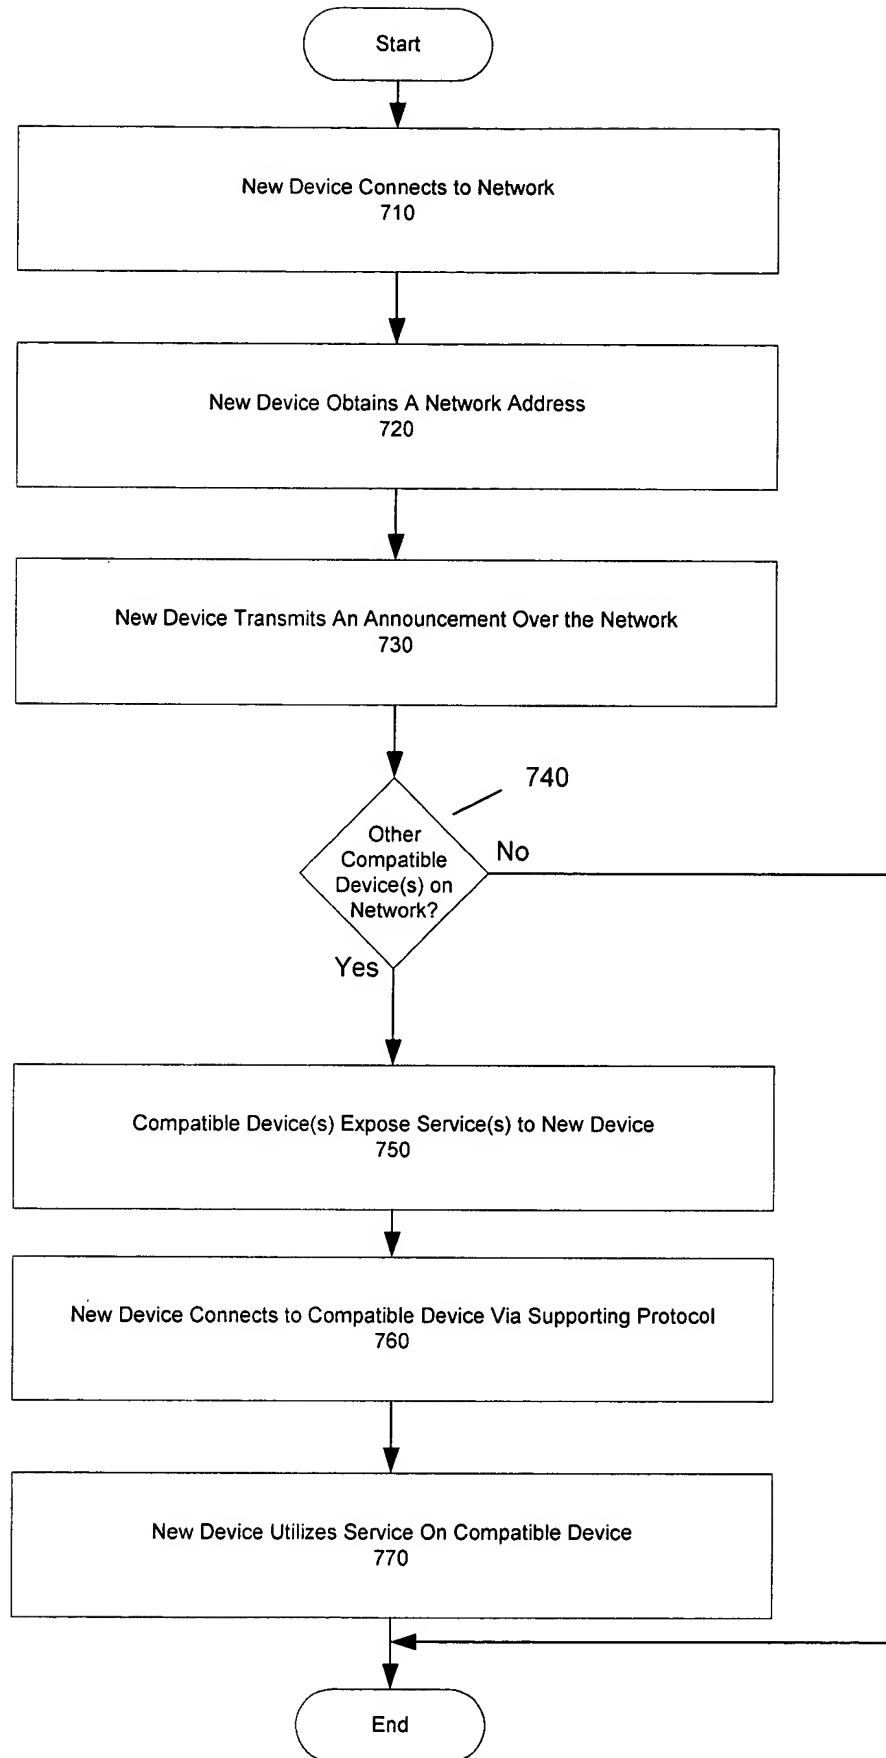 Start
New Device Connects to Network
710
New Device Obtains A Network Address
720
New Device Transmits An Announcement Over the Network
730
740
Other
Compatible
Device(s) on
Network?
No
Yes
Compatible Device(s) Expose Service(s) to New Device
750
New Device Connects to Compatible Device Via Supporting Protocol
760
New Device Utilizes Service On Compatible Device
770
End